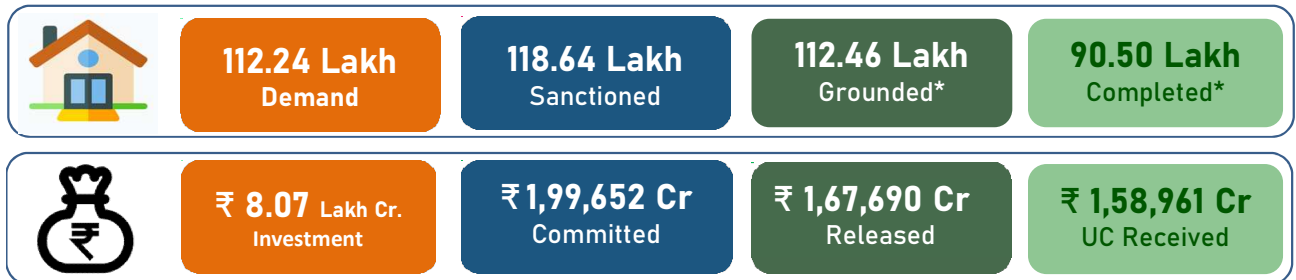 112.24 Lakh
Demand
118.64 Lakh
Sanctioned
112.46 Lakh
Grounded*
90.50 Lakh
Completed*
₹
₹ 8.07 Lakh Cr.
Investment
₹ 1,99,652 Cr
Committed
₹ 1,67,690 Cr
Released
₹ 1,58,961 Cr
UC Received